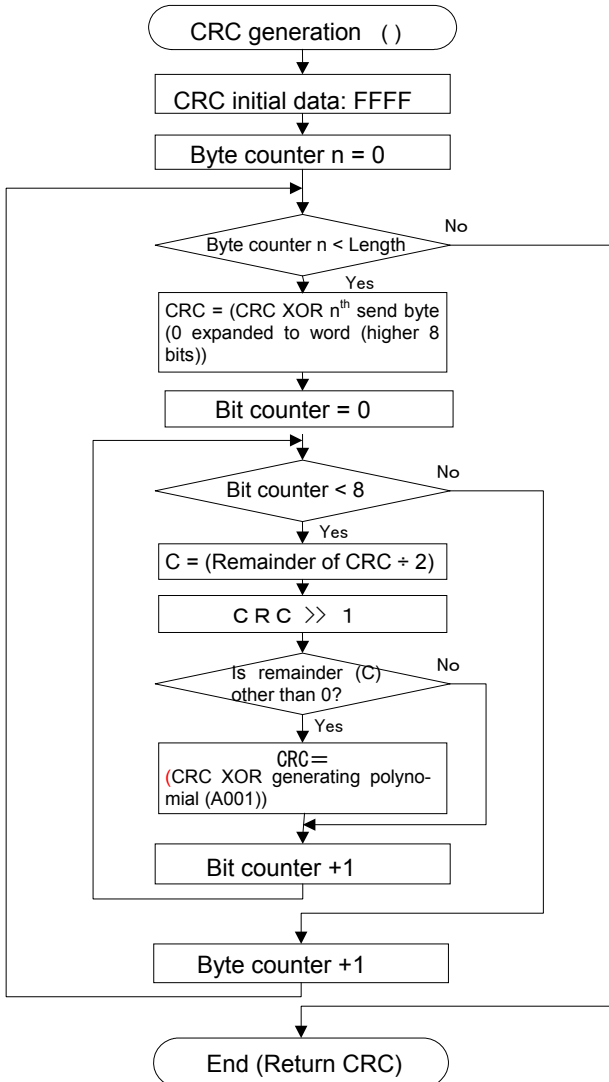 CRC generation ( )
CRC initial data: FFFF
Byte counter n = 0
Byte counter n < Length
No
Yes
CRC = (CRC XOR nth send byte
(0 expanded to word (higher 8
bits))
Bit counter = 0
Bit counter < 8
No
Yes
C = (Remainder of CRC ÷ 2)
ＣＲＣ ≫ 1
Is remainder (C)
other than 0?
No
Yes
CRC＝
(CRC XOR generating polyno-
mial (A001))
Bit counter +1
Byte counter +1
End (Return CRC)